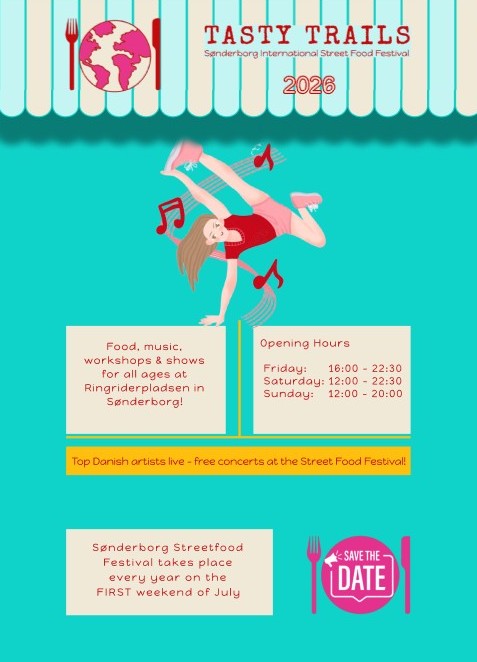 TASTY TRAILS
Sønderborg International Street Food Festival
2026
Food, music,
workshops & shows
for all ages at
Ringriderpladsen in
Sønderborg!
Opening Hours
Friday: 16:00 - 22:30
Saturday: 12:00 - 22:30
Sunday: 12:00 - 20:00
Top Danish artists live - free concerts at the Street Food Festival!
Sønderborg Streetfood
Festival takes place
every year on the
FIRST weekend of July
SAVE THE
DATE